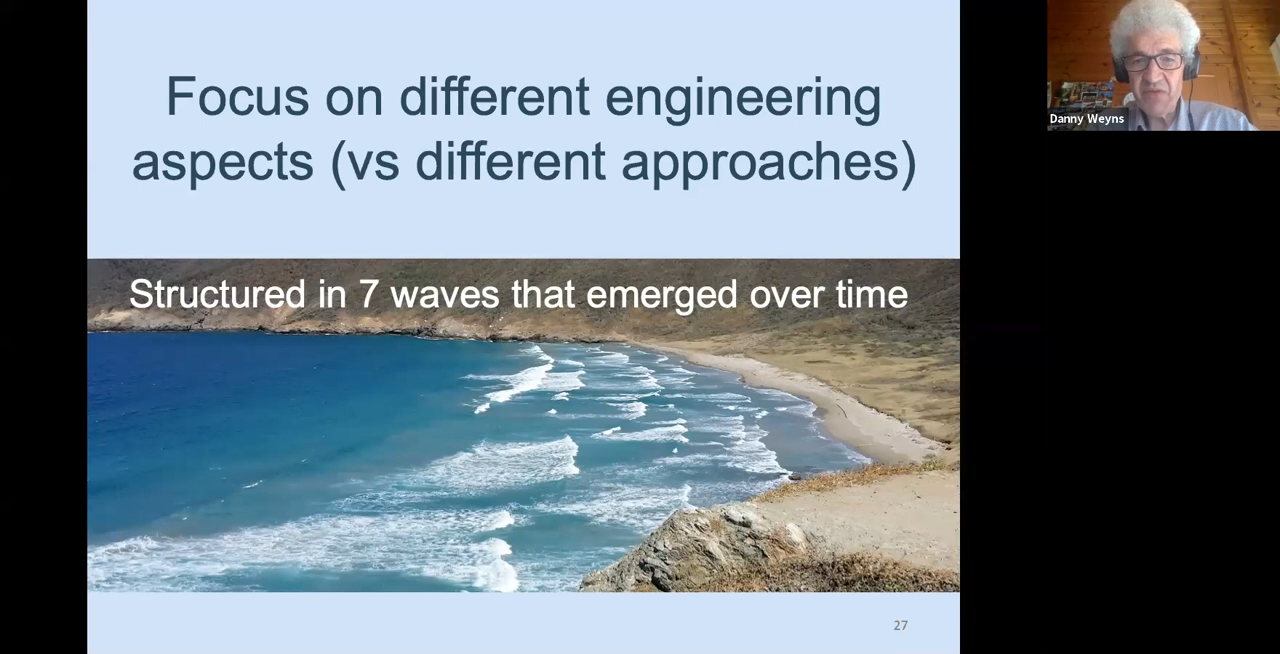 Focus on different engineering
aspects (vs different approaches)
Structured in 7 waves that emerged over time
27
Danny Weyns